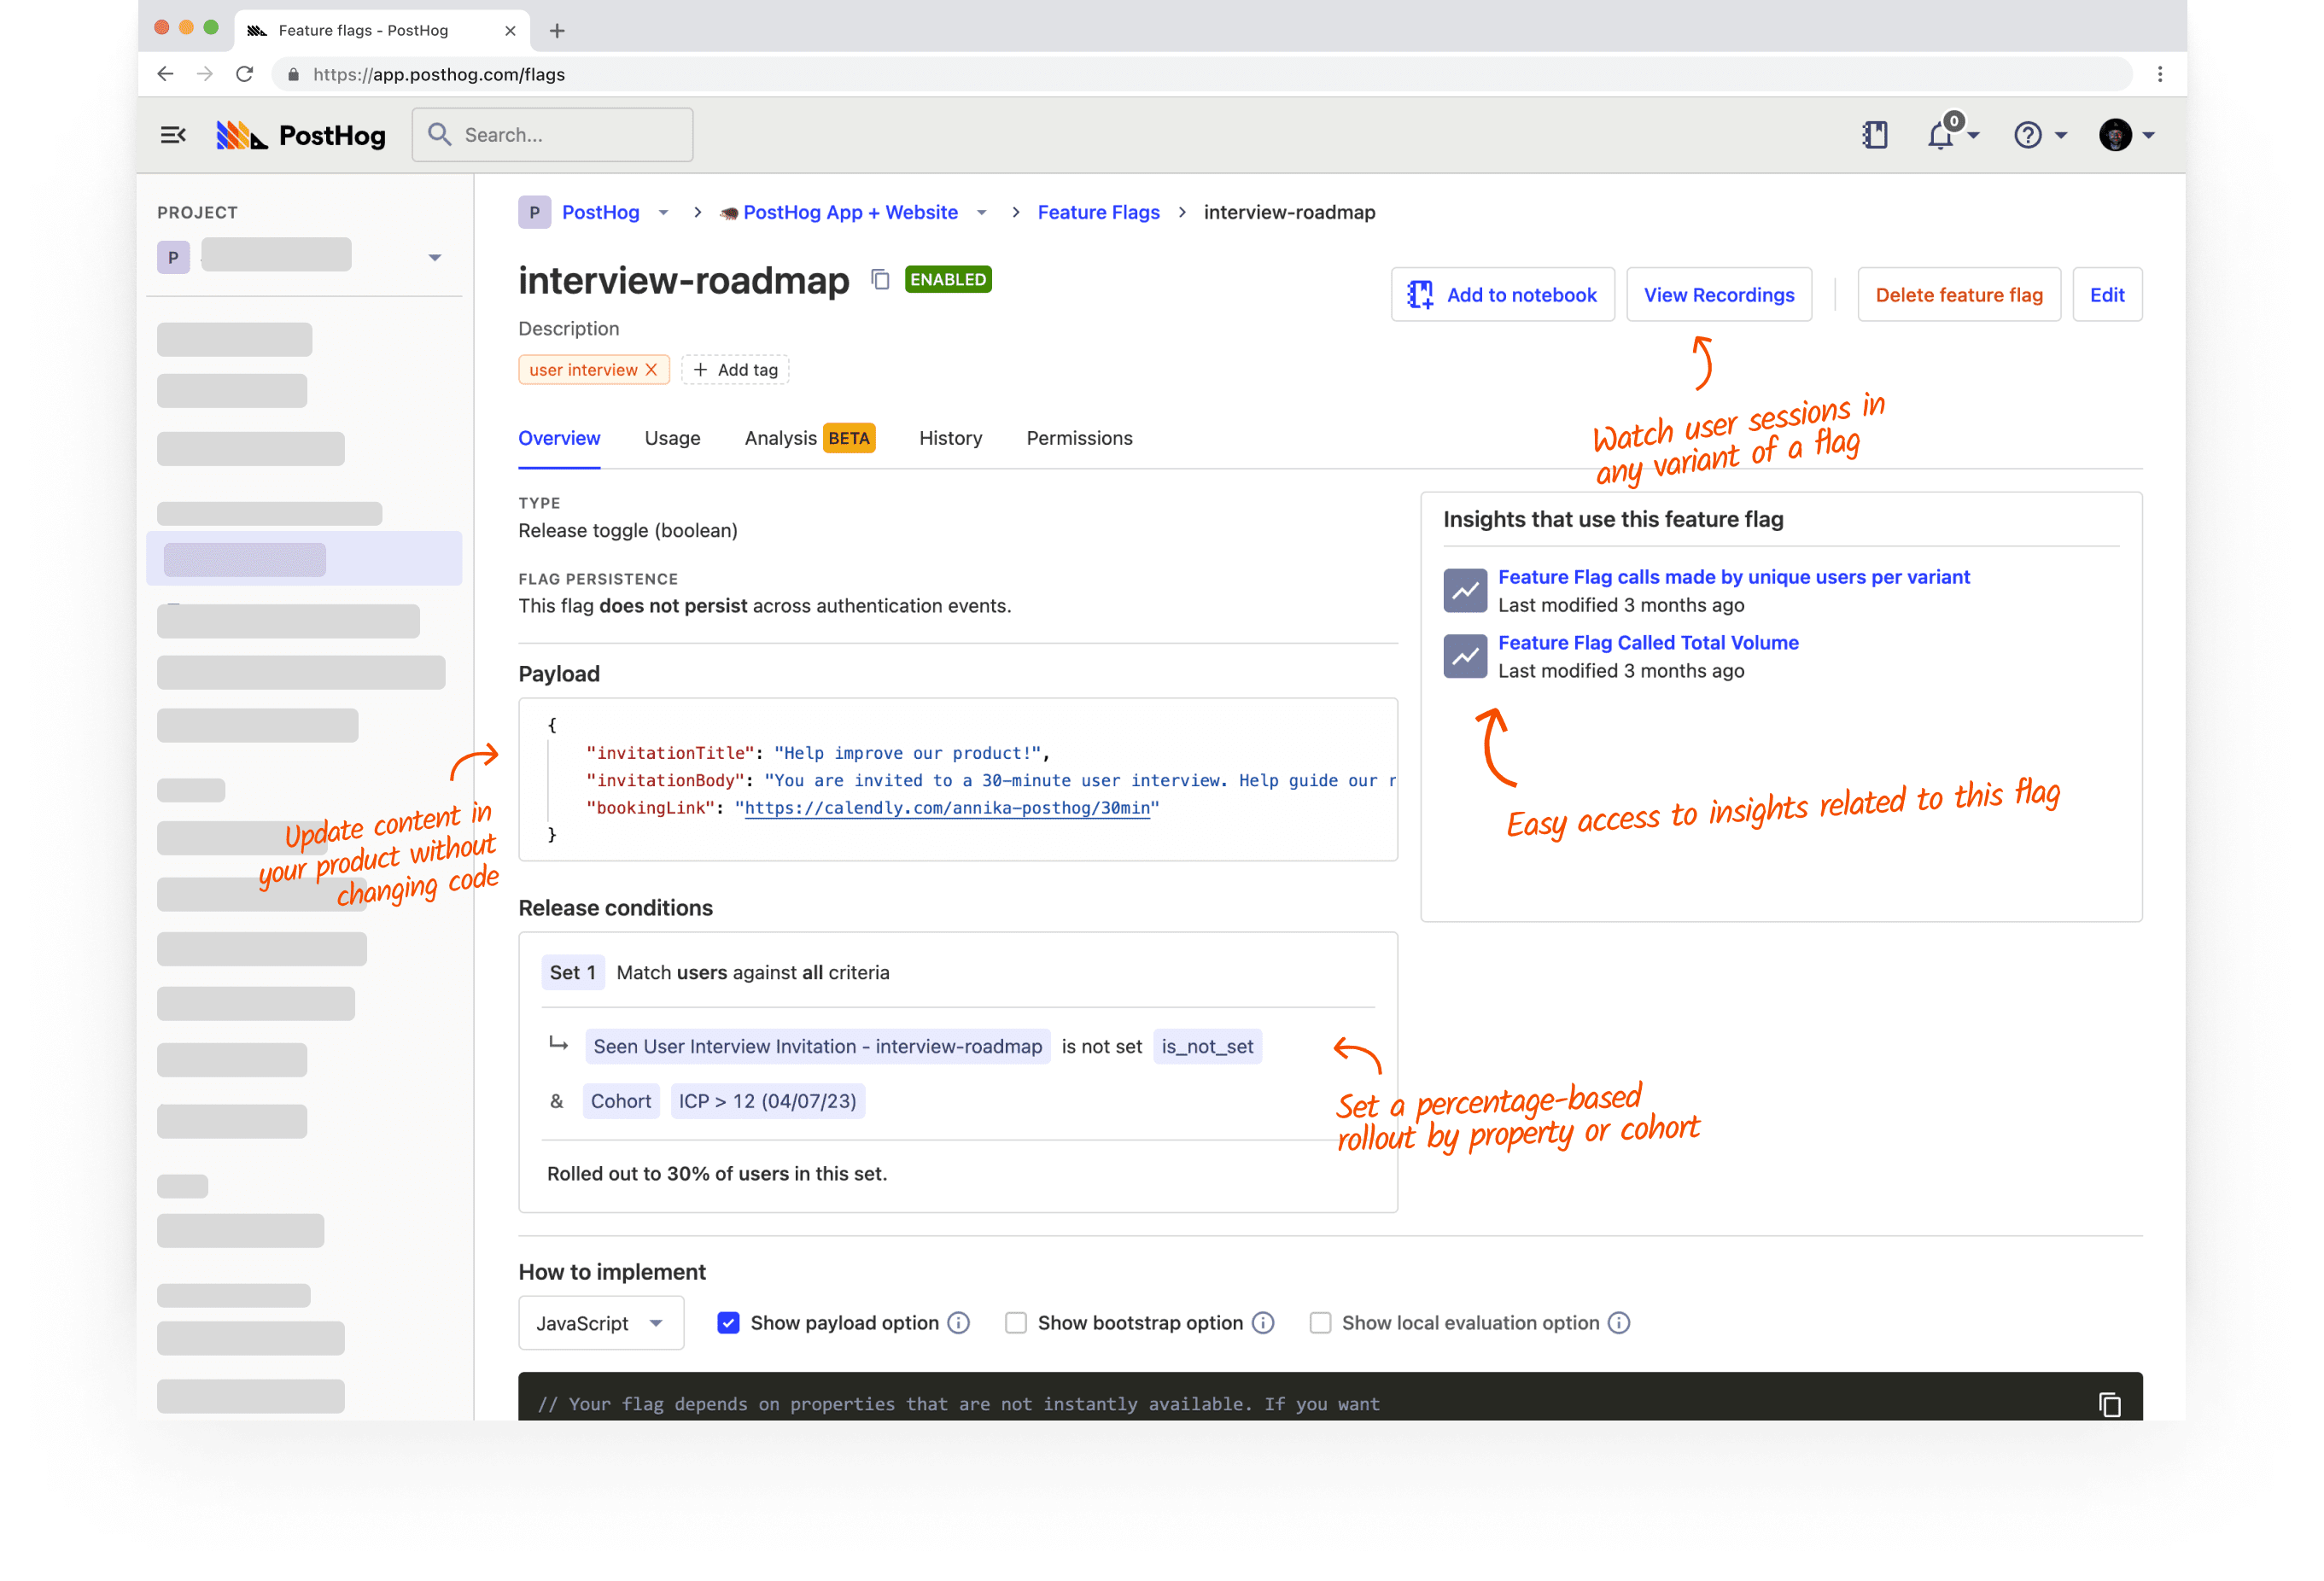 Feature flags - PostHog
https://app.posthog.com/flags
PostHog
Search...
0
PROJECT
P
P PostHog > PostHog App + Website > Feature Flags > interview-roadmap
interview-roadmap ENABLED
Add to notebook
View Recordings
Delete feature flag
Edit
Description
user interview X + Add tag
Watch user sessions in
any variant of a flag
Overview Usage Analysis BETA History Permissions
TYPE
Release toggle (boolean)
FLAG PERSISTENCE
This flag does not persist across authentication events.
Insights that use this feature flag
Feature Flag calls made by unique users per variant
Last modified 3 months ago
Feature Flag Called Total Volume
Last modified 3 months ago
Easy access to insights related to this flag
Payload
{
"invitationTitle": "Help improve our product!",
"invitationBody": "You are invited to a 30-minute user interview. Help guide our r
"bookingLink": "https://calendly.com/annika-posthog/30min"
}
Update content in
your product without
changing code
Release conditions
Set 1 Match users against all criteria
Seen User Interview Invitation - interview-roadmap is not set is_not_set
& Cohort ICP > 12 (04/07/23)
Set a percentage-based
rollout by property or cohort
Rolled out to 30% of users in this set.
How to implement
JavaScript Show payload option Show bootstrap option Show local evaluation option
// Your flag depends on properties that are not instantly available. If you want